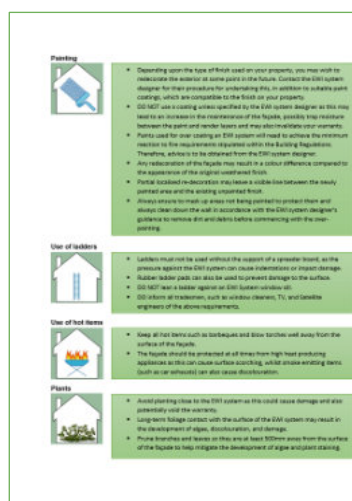 Painting
• Depending upon the type of finish used on your property, you may wish to
redecorate the exterior at some point in the future. Contact the EWI system
designer for their procedure for undertaking this, in addition to suitable paint
coatings, which are compatible to the finish on your property.
• DO NOT use a coating unless specified by the EWI system designer as this may
lead to an increase in the maintenance of the façade, possibly trap moisture
between the paint and render layers and may also invalidate your warranty.
• Paints used for over coating an EWI system will need to achieve the minimum
reaction to fire requirements stipulated within the Building Regulations.
Therefore, advice is to be obtained from the EWI system designer.
• Any redecoration of the façade may result in a colour difference compared to
the appearance of the original weathered finish.
• Partial localised re-decoration may leave a visible line between the newly
painted area and the existing unpainted finish.
• Always ensure to mask up areas not being painted to protect them and
always clean down the wall in accordance with the EWI system designer's
guidance to remove dirt and debris before commencing with the over-
painting.
Use of ladders
• Ladders must not be used without the support of a spreader board, as
the pressure against the EWI system can cause indentations or impact damage.
• Rubber ladder pads can also be used to prevent damage to the surface.
• DO NOT lean a ladder against an EWI System window sill.
• DO inform all tradesmen, such as window cleaners, TV, and Satellite
engineers of the above requirements.
Use of hot items
• Keep all hot items such as barbeques and blow torches well away from the
surface of the façade.
• The façade should be protected at all times from high heat producing
appliances as this can cause surface scorching, whilst smoke emitting items
(such as car exhausts) can also cause discolouration.
Plants
• Avoid planting close to the EWI system as this could cause damage and also
potentially void the warranty.
• Long-term foliage contact with the surface of the EWI system may result in
the development of algae, discolouration, and damage.
• Prune branches and leaves so they are at least 500mm away from the surface
of the façade to help mitigate the development of algae and plant staining.